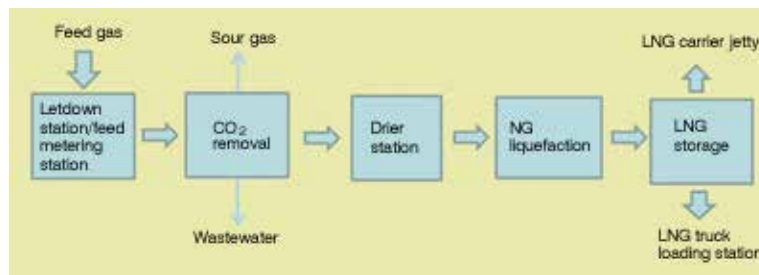 Feed gas
Sour gas
LNG carrier jetty
Letdown
station/feed
metering
station
CO2
removal
Drier
station
NG
liquefaction
LNG
storage
Wastewater
LNG truck
loading station